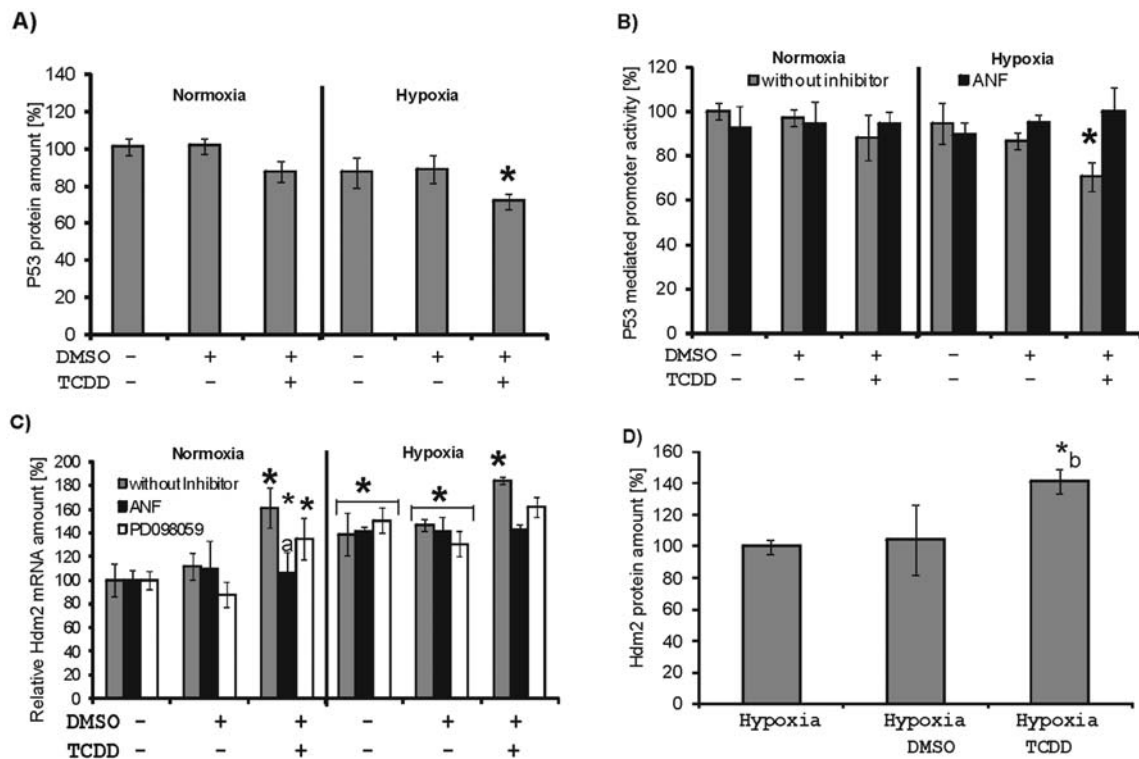 A)
P53 protein amount [%]
140
120
100
80
60
40
20
0
Normoxia
Hypoxia
*
DMSO – + + – + +
TCDD – – + – – +
B)
P53 mediated promoter activity [%]
120
100
80
60
40
20
0
Normoxia
Hypoxia
without inhibitor
ANF
*
DMSO – + + – + +
TCDD – – + – – +
C)
Relative Hdm2 mRNA amount [%]
200
180
160
140
120
100
80
60
40
20
0
Normoxia
Hypoxia
without Inhibitor
ANF
PD098059
* * * * * *
a
DMSO – + + – + +
TCDD – – + – – +
D)
Hdm2 protein amount [%]
160
140
120
100
80
60
40
20
0
*b
Hypoxia Hypoxia Hypoxia
DMSO TCDD